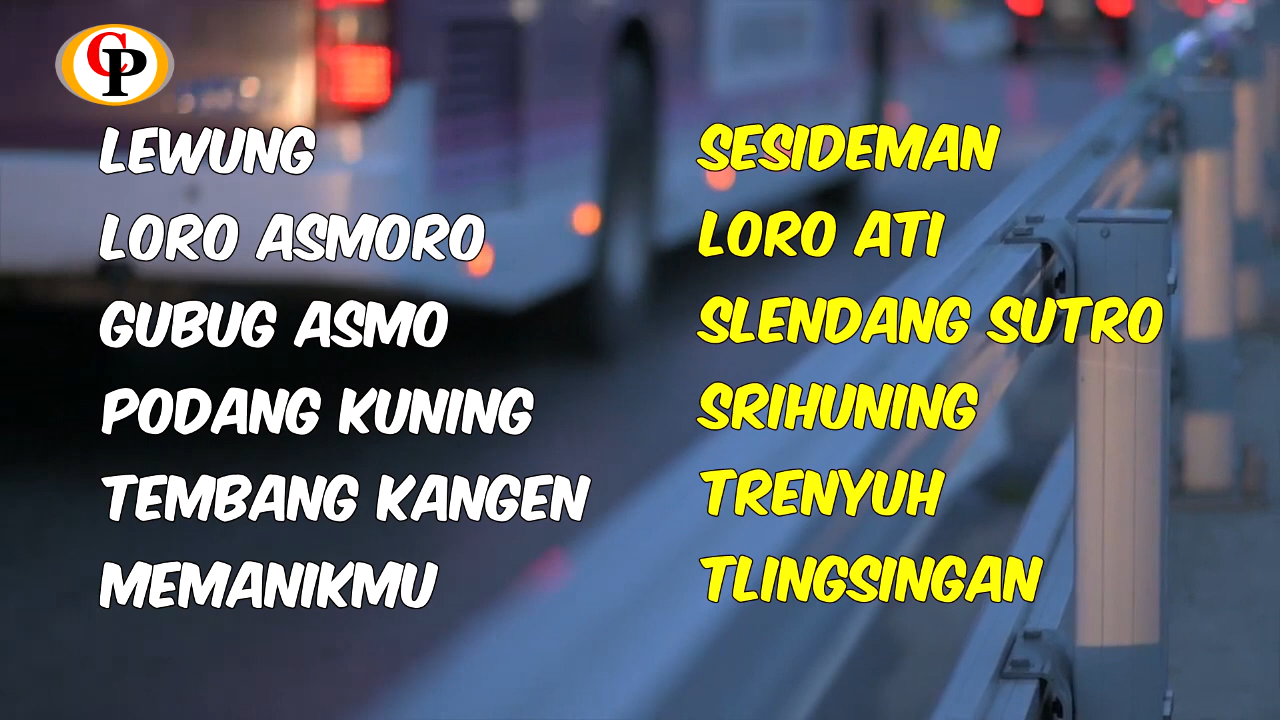 CP
LEWUNG
LORO ASMORO
GUBUG ASMO
PODANG KUNING
TEMBANG KANGEN
MEMANIKMU
SESIDEMAN
LORO ATI
SLENDANG SUTRO
SRIHUNING
TRENYUH
TLINGSINGAN